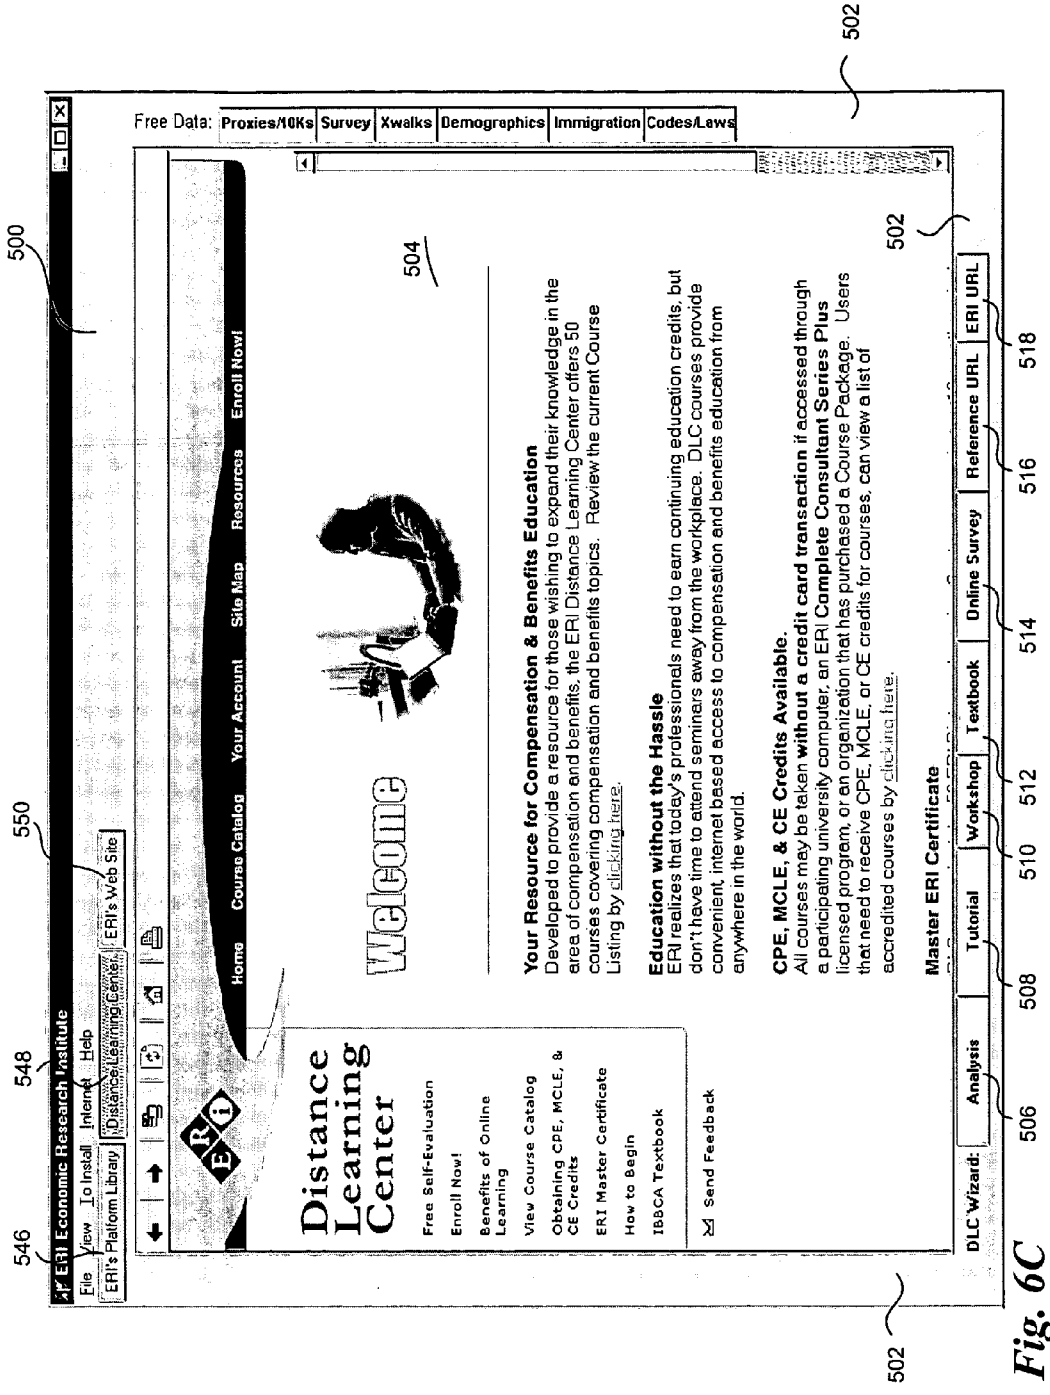 500
502
546
548
550
ERI Economic Research Institute
File View To Install Internet Help
ERI's Platform Library Distance Learning Center ERI's Web Site
Free Data: Proxies/10Ks Survey Xwalks Demographics Immigration Codes/Laws
E R i
Home Course Catalog Your Account Site Map Resources Enroll Now!
Distance
Learning
Center
Free Self-Evaluation
Enroll Now!
Benefits of Online
Learning
View Course Catalog
Obtaining CPE, MCLE, &
CE Credits
ERI Master Certificate
How to Begin
IBBCA Textbook
Send Feedback
Welcome
504
Your Resource for Compensation & Benefits Education
Developed to provide a resource for those wishing to expand their knowledge in the
area of compensation and benefits, the ERI Distance Learning Center offers 50
courses covering compensation and benefits topics. Review the current Course
Listing by clicking here.
Education without the Hassle
ERI realizes that today's professionals need to earn continuing education credits, but
don't have time to attend seminars away from the workplace. DLC courses provide
convenient, internet based access to compensation and benefits education from
anywhere in the world.
CPE, MCLE, & CE Credits Available.
All courses may be taken without a credit card transaction if accessed through
a participating university computer, an ERI Complete Consultant Series Plus
licensed program, or an organization that has purchased a Course Package. Users
that need to receive CPE, MCLE, or CE credits for courses, can view a list of
accredited courses by clicking here.
Master ERI Certificate
502
DLC Wizard: Analysis Tutorial Workshop Textbook Online Survey Reference URL ERI URL
502
506 508 510 512 514 516 518
Fig. 6C